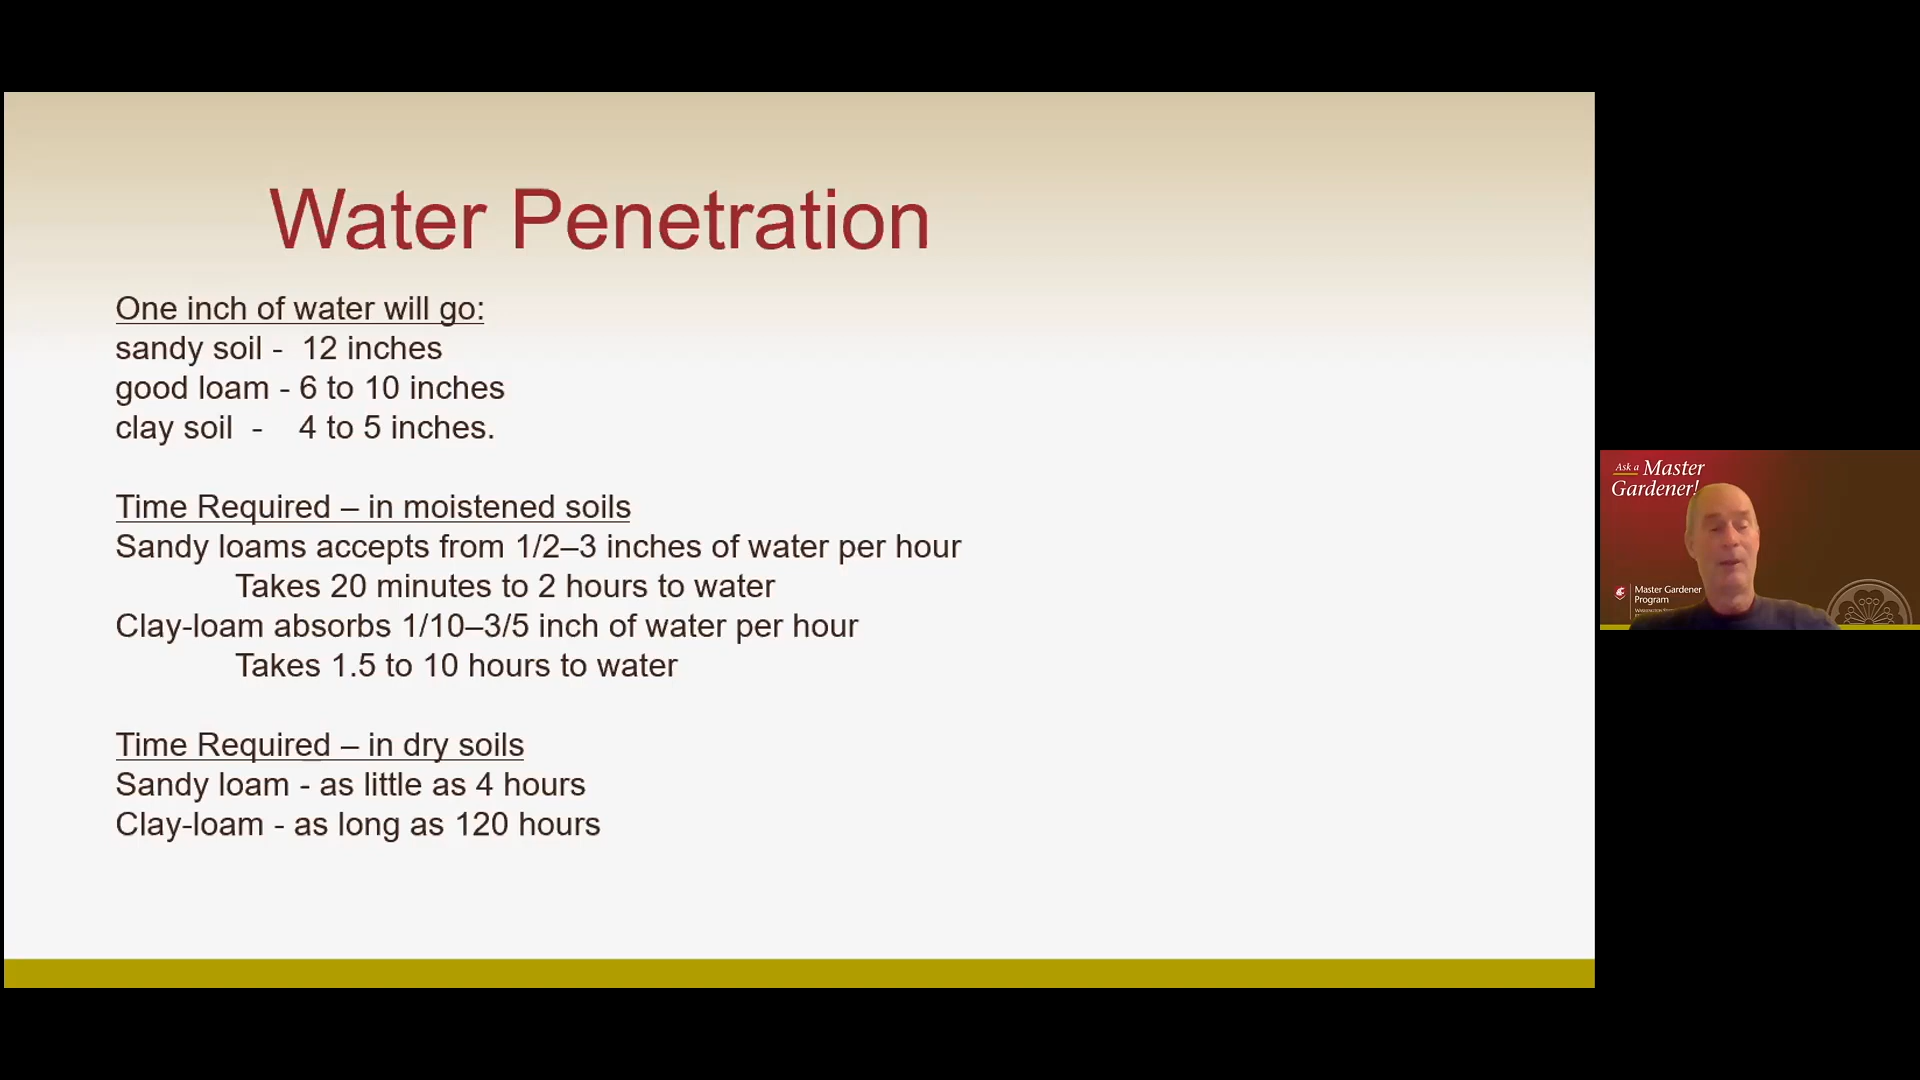 Water Penetration
One inch of water will go:
sandy soil - 12 inches
good loam - 6 to 10 inches
clay soil - 4 to 5 inches.
Time Required – in moistened soils
Sandy loams accepts from 1/2–3 inches of water per hour
Takes 20 minutes to 2 hours to water
Clay-loam absorbs 1/10–3/5 inch of water per hour
Takes 1.5 to 10 hours to water
Time Required – in dry soils
Sandy loam - as little as 4 hours
Clay-loam - as long as 120 hours
Ask a Master
Gardener!
Master Gardener
Program